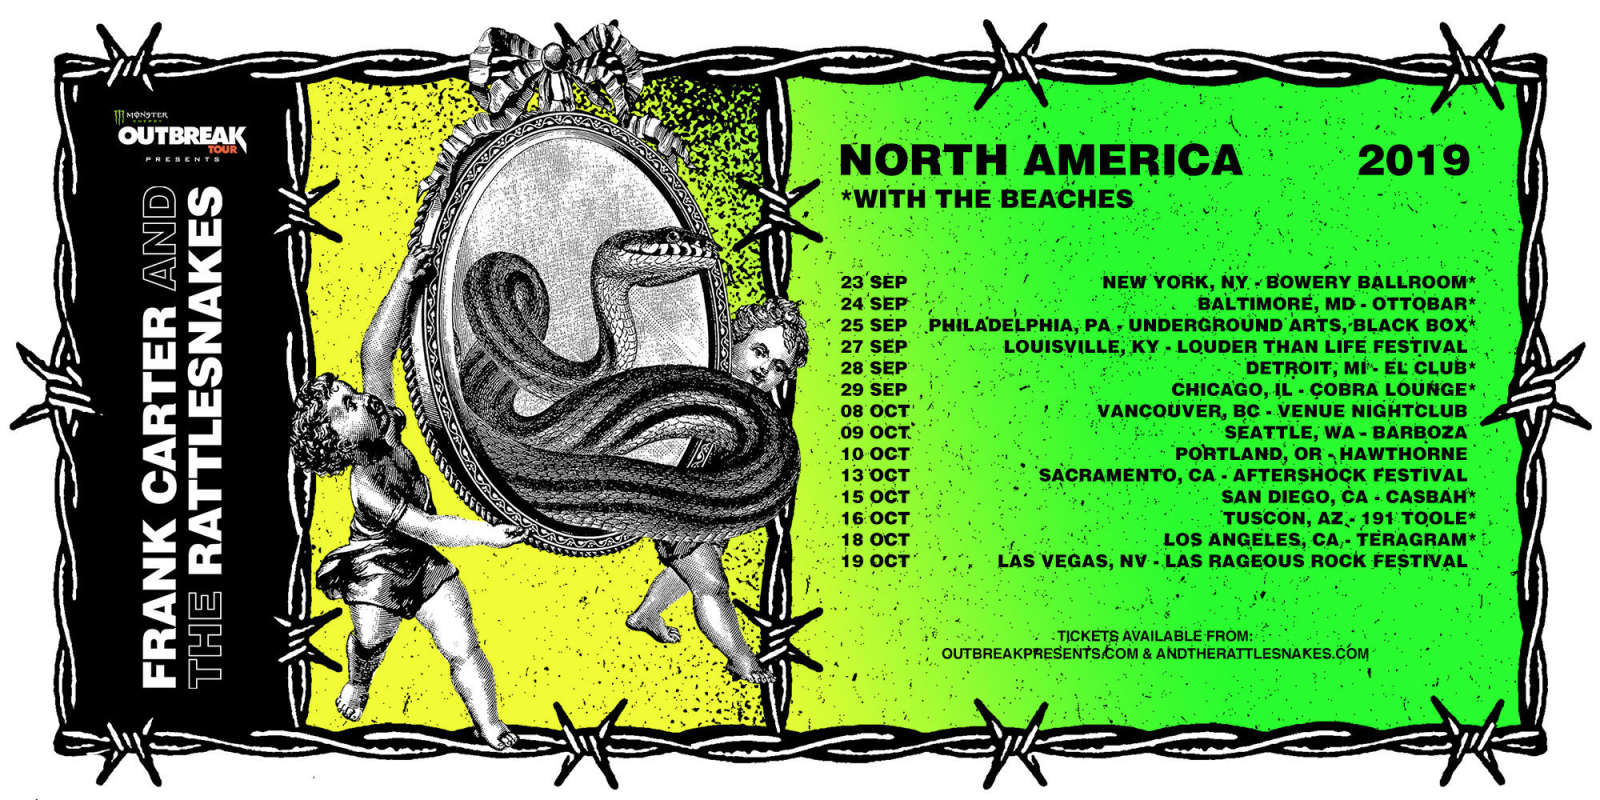 MONSTER
ENERGY
OUTBREAK
TOUR
PRESENTS
FRANK CARTER AND
THE RATTLESNAKES
NORTH AMERICA 2019
*WITH THE BEACHES
23 SEP NEW YORK, NY - BOWERY BALLROOM*
24 SEP BALTIMORE, MD - OTTOBAR*
25 SEP PHILADELPHIA, PA - UNDERGROUND ARTS, BLACK BOX*
27 SEP LOUISVILLE, KY - LOUDER THAN LIFE FESTIVAL
28 SEP DETROIT, MI - EL CLUB*
29 SEP CHICAGO, IL - COBRA LOUNGE*
08 OCT VANCOUVER, BC - VENUE NIGHTCLUB
09 OCT SEATTLE, WA - BARBOZA
10 OCT PORTLAND, OR - HAWTHORNE
13 OCT SACRAMENTO, CA - AFTERSHOCK FESTIVAL
15 OCT SAN DIEGO, CA - CASBAH*
16 OCT TUSCON, AZ - 191 TOOLE*
18 OCT LOS ANGELES, CA - TERAGRAM*
19 OCT LAS VEGAS, NV - LAS RAGEOUS ROCK FESTIVAL
TICKETS AVAILABLE FROM:
OUTBREAKPRESENTS.COM & ANDTHERATTLESNAKES.COM